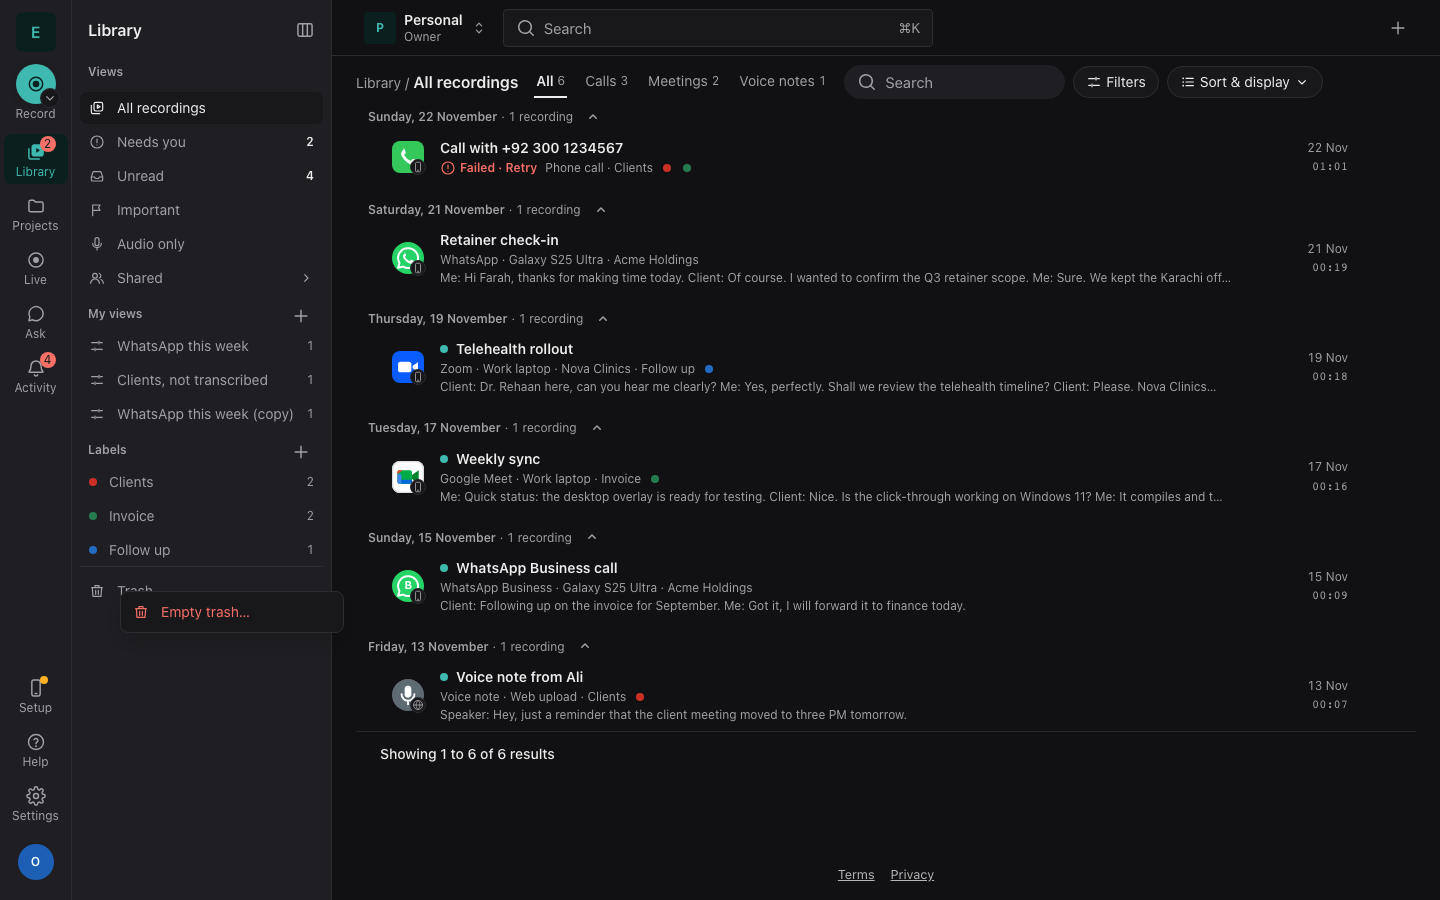 E
Record
2
Library
Projects
Live
Ask
4
Activity
Setup
Help
Settings
O
Library
Views
All recordings
Needs you 2
Unread 4
Important
Audio only
Shared
My views
WhatsApp this week 1
Clients, not transcribed 1
WhatsApp this week (copy) 1
Labels
Clients 2
Invoice 2
Follow up 1
Trash
Empty trash...
P
Personal
Owner
Search ⌘K
Library / All recordings
All 6 Calls 3 Meetings 2 Voice notes 1
Search
Filters
Sort & display
Sunday, 22 November · 1 recording
Call with +92 300 1234567
Failed · Retry Phone call · Clients
22 Nov
01:01
Saturday, 21 November · 1 recording
Retainer check-in
WhatsApp · Galaxy S25 Ultra · Acme Holdings
Me: Hi Farah, thanks for making time today. Client: Of course. I wanted to confirm the Q3 retainer scope. Me: Sure. We kept the Karachi off...
21 Nov
00:19
Thursday, 19 November · 1 recording
Telehealth rollout
Zoom · Work laptop · Nova Clinics · Follow up
Client: Dr. Rehaan here, can you hear me clearly? Me: Yes, perfectly. Shall we review the telehealth timeline? Client: Please. Nova Clinics...
19 Nov
00:18
Tuesday, 17 November · 1 recording
Weekly sync
Google Meet · Work laptop · Invoice
Me: Quick status: the desktop overlay is ready for testing. Client: Nice. Is the click-through working on Windows 11? Me: It compiles and t...
17 Nov
00:16
Sunday, 15 November · 1 recording
B
WhatsApp Business call
WhatsApp Business · Galaxy S25 Ultra · Acme Holdings
Client: Following up on the invoice for September. Me: Got it, I will forward it to finance today.
15 Nov
00:09
Friday, 13 November · 1 recording
Voice note from Ali
Voice note · Web upload · Clients
Speaker: Hey, just a reminder that the client meeting moved to three PM tomorrow.
13 Nov
00:07
Showing 1 to 6 of 6 results
Terms Privacy